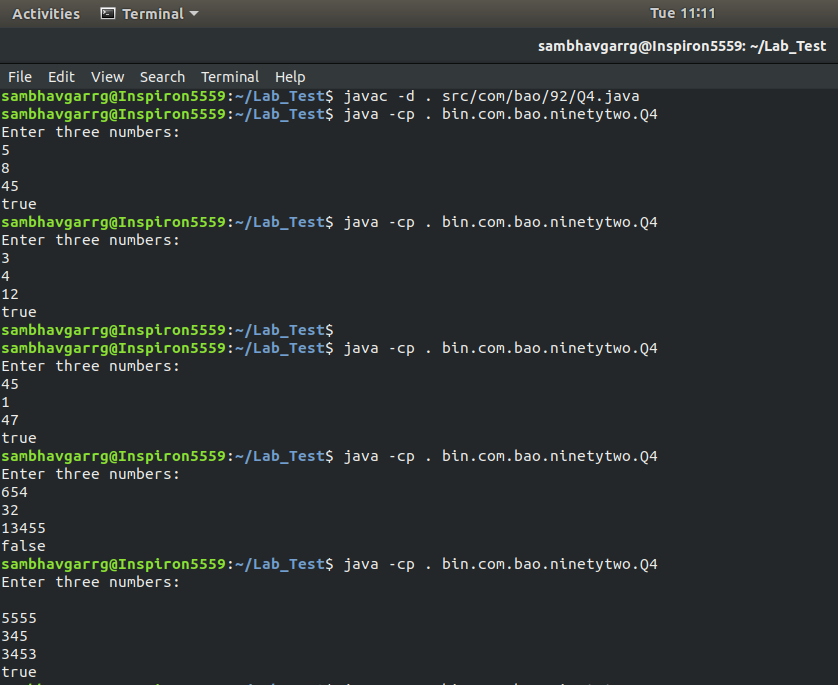 Activities Terminal Tue 11:11
sambhavgarrg@Inspiron5559: ~/Lab_Test
File Edit View Search Terminal Help
sambhavgarrg@Inspiron5559:~/Lab_Test$ javac -d . src/com/bao/92/Q4.java
sambhavgarrg@Inspiron5559:~/Lab_Test$ java -cp . bin.com.bao.ninetytwo.Q4
Enter three numbers:
5
8
45
true
sambhavgarrg@Inspiron5559:~/Lab_Test$ java -cp . bin.com.bao.ninetytwo.Q4
Enter three numbers:
3
4
12
true
sambhavgarrg@Inspiron5559:~/Lab_Test$
sambhavgarrg@Inspiron5559:~/Lab_Test$ java -cp . bin.com.bao.ninetytwo.Q4
Enter three numbers:
45
1
47
true
sambhavgarrg@Inspiron5559:~/Lab_Test$ java -cp . bin.com.bao.ninetytwo.Q4
Enter three numbers:
654
32
13455
false
sambhavgarrg@Inspiron5559:~/Lab_Test$ java -cp . bin.com.bao.ninetytwo.Q4
Enter three numbers:
5555
345
3453
true